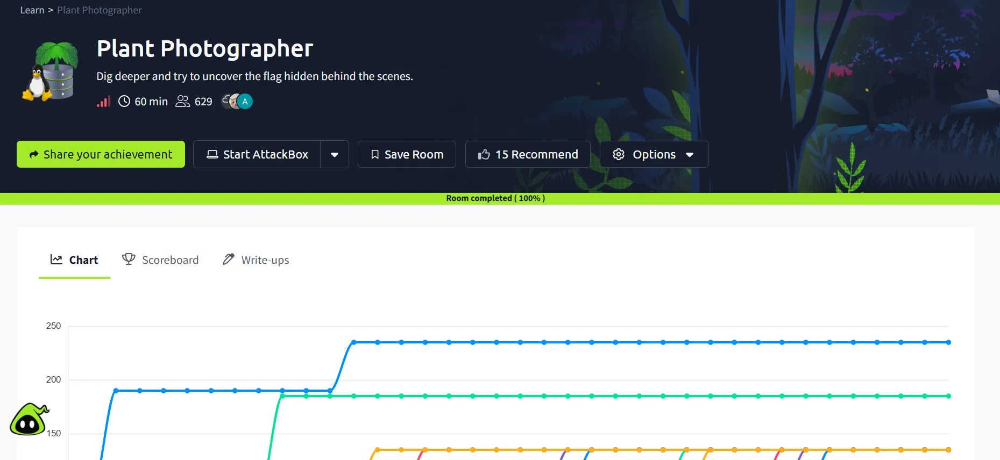 Learn > Plant Photographer
Plant Photographer
Dig deeper and try to uncover the flag hidden behind the scenes.
60 min 629 A
Share your achievement Start AttackBox Save Room 15 Recommend Options
Room completed ( 100% )
Chart Scoreboard Write-ups
250
200
150